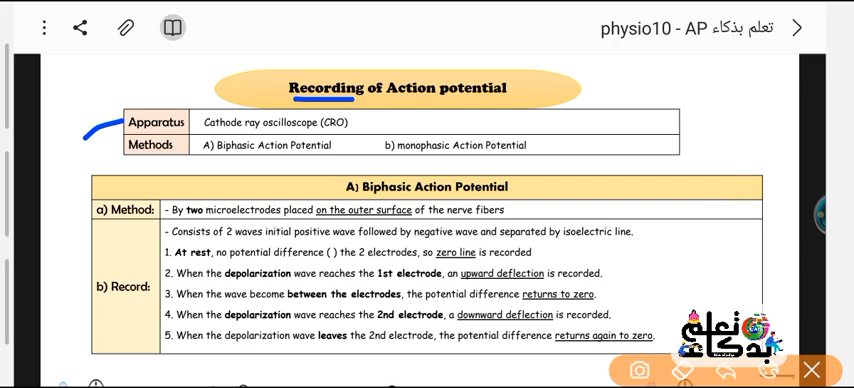 physio10 - AP تعلم بذكاء
Recording of Action potential
Apparatus Cathode ray oscilloscope (CRO)
Methods A) Biphasic Action Potential b) monophasic Action Potential
A) Biphasic Action Potential
a) Method: - By two microelectrodes placed on the outer surface of the nerve fibers
b) Record: - Consists of 2 waves initial positive wave followed by negative wave and separated by isoelectric line.
1. At rest, no potential difference ( ) the 2 electrodes, so zero line is recorded
2. When the depolarization wave reaches the 1st electrode, an upward deflection is recorded.
3. When the wave become between the electrodes, the potential difference returns to zero.
4. When the depolarization wave reaches the 2nd electrode, a downward deflection is recorded.
5. When the depolarization wave leaves the 2nd electrode, the potential difference returns again to zero.
تعلم
بذكاء